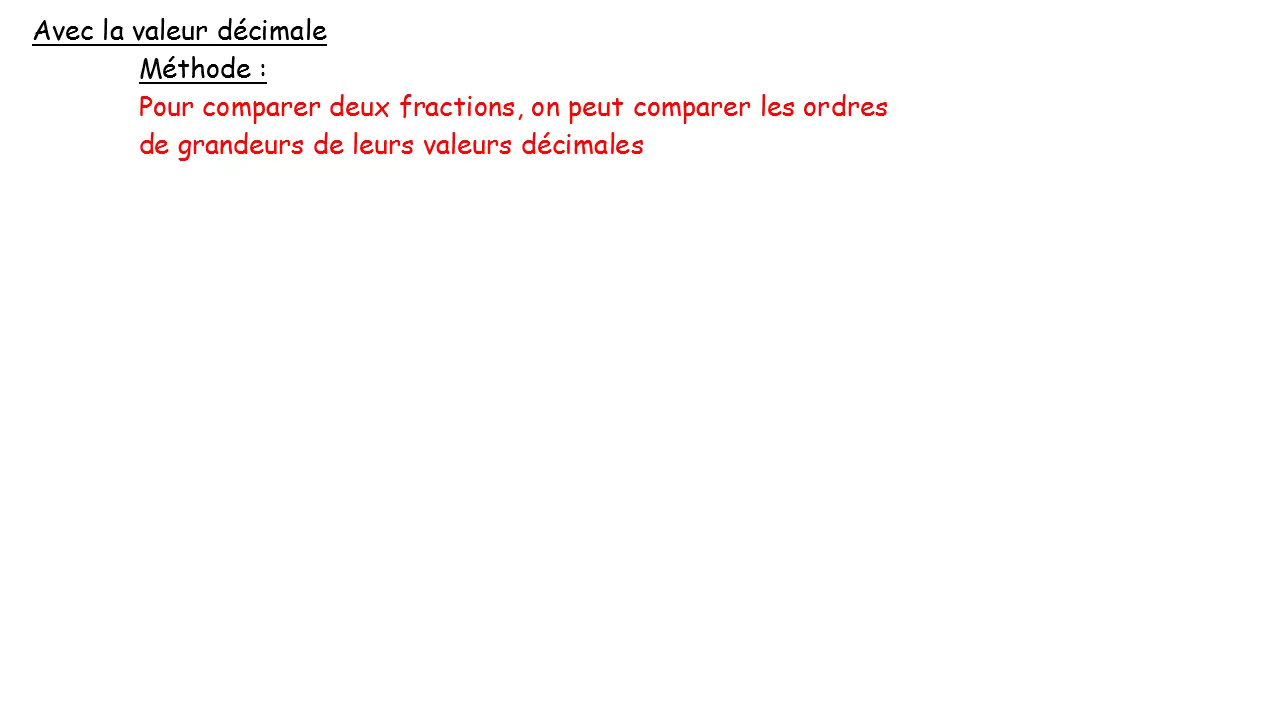 Avec la valeur décimale
Méthode :
Pour comparer deux fractions, on peut comparer les ordres
de grandeurs de leurs valeurs décimales